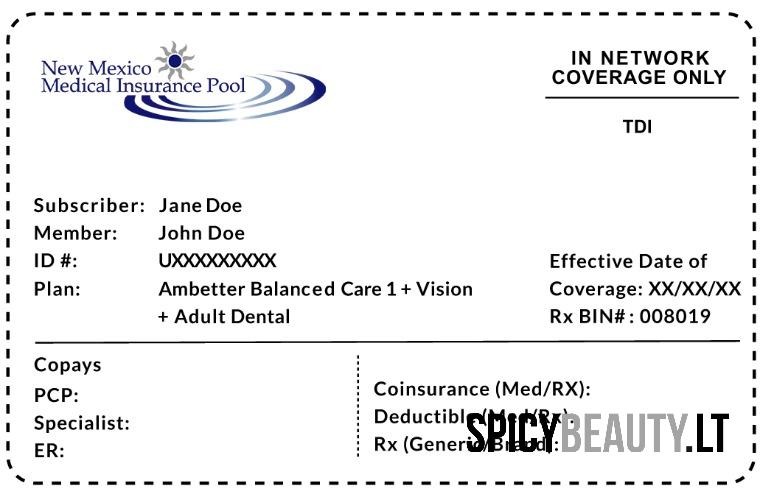 New Mexico
Medical Insurance Pool
IN NETWORK
COVERAGE ONLY
TDI
Subscriber: Jane Doe
Member: John Doe
ID #: UXXXXXXXXX
Plan: Ambetter Balanced Care 1 + Vision
+ Adult Dental
Effective Date of
Coverage: XX/XX/XX
Rx BIN# : 008019
Copays
PCP:
Specialist:
ER:
Coinsurance (Med/RX):
Deductible (Med/Rx):
Rx (Generic/Brand):
SPICYBEAUTY.LT